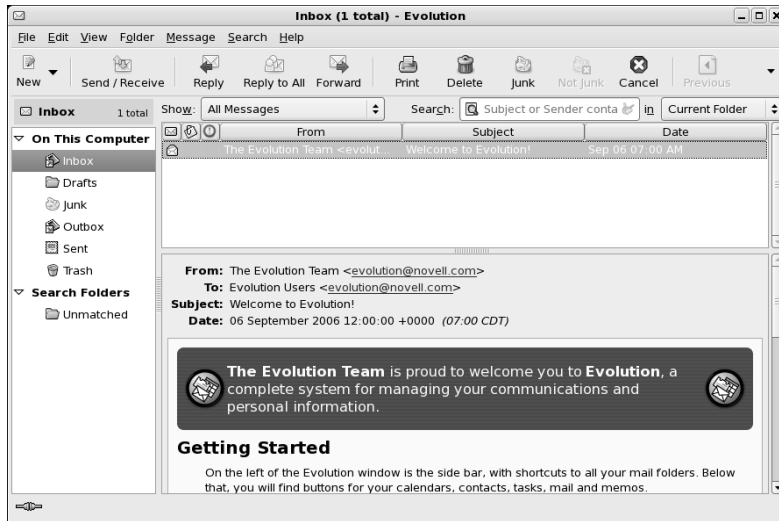 Inbox (1 total) - Evolution
File Edit View Folder Message Search Help
New Send / Receive Reply Reply to All Forward Print Delete Junk Not Junk Cancel Previous
Inbox 1 total
Show: All Messages Search: Subject or Sender conta in Current Folder
On This Computer
Inbox
Drafts
Junk
Outbox
Sent
Trash
Search Folders
Unmatched
From Subject Date
The Evolution Team <evolut... Welcome to Evolution! Sep 06 07:00 AM
From: The Evolution Team <evolution@novell.com>
To: Evolution Users <evolution@novell.com>
Subject: Welcome to Evolution!
Date: 06 September 2006 12:00:00 +0000 (07:00 CDT)
The Evolution Team is proud to welcome you to Evolution, a
complete system for managing your communications and
personal information.
Getting Started
On the left of the Evolution window is the side bar, with shortcuts to all your mail folders. Below
that, you will find buttons for your calendars, contacts, tasks, mail and memos.